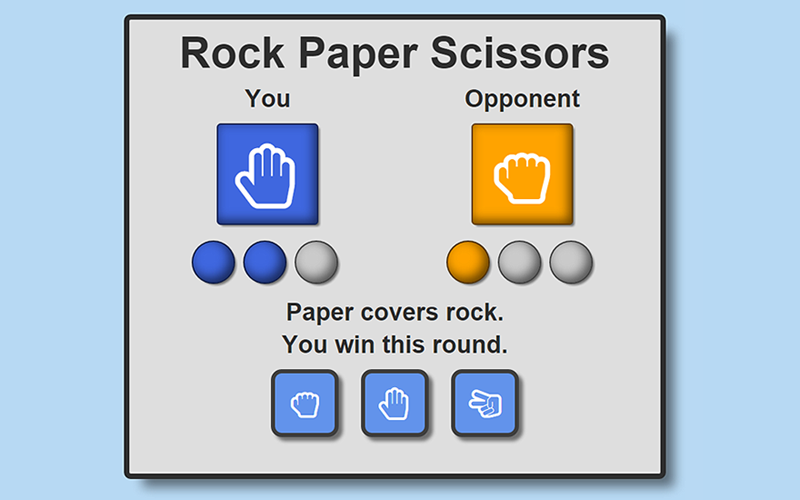 Rock Paper Scissors
You
Opponent
Paper covers rock.
You win this round.